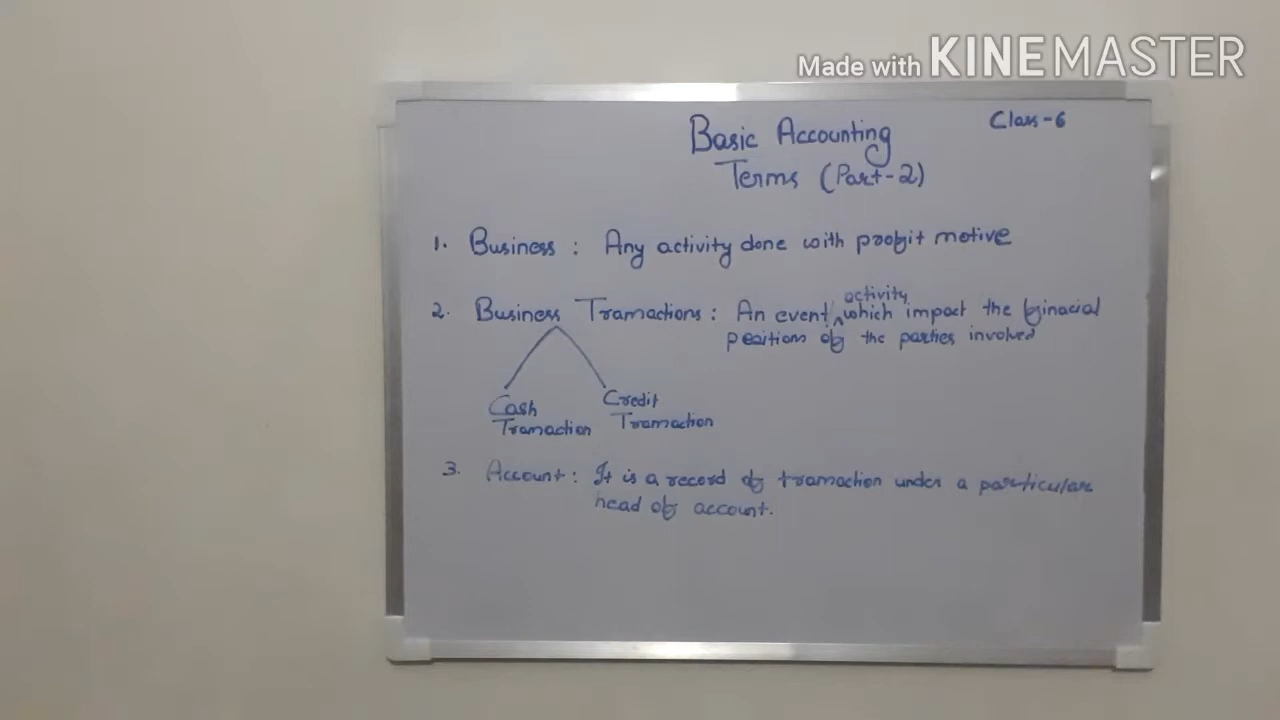 Made with KINEMASTER
Class-6
Basic Accounting
Terms (Part-2)
1. Business : Any activity done with profit motive
activity
2. Business Transactions : An event ^ which impact the finacial
positions of the parties involved
Cash Credit
Transaction Transaction
3. Account : It is a record of transaction under a particular
head of account.